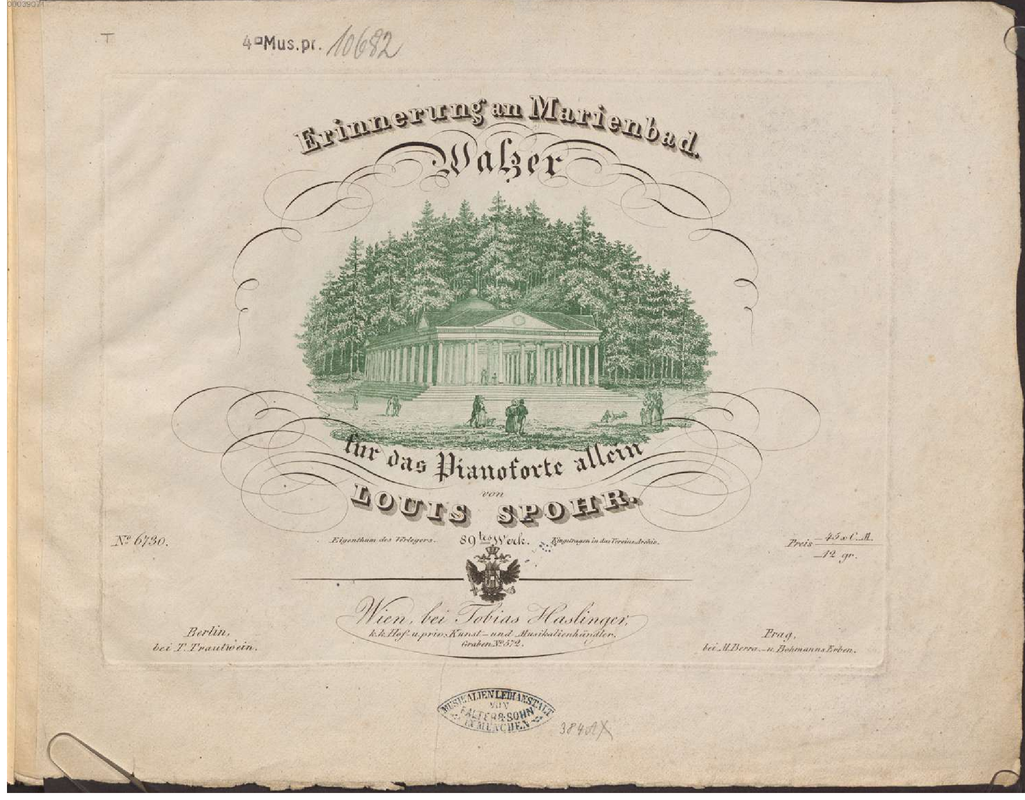 4° Mus. pr. 10682
Erinnerung an Marienbad.
Walzer
für das Pianoforte allein
von
LOUIS SPOHR.
No. 6730.
Eigenthum des Verlegers.
89tes Werk.
Eingetragen in das Vereins-Archiv.
Preis 45 x C. M.
12 gr.
Wien, bei Tobias Haslinger,
k.k. Hof- u. priv. Kunst- und Musikalienhändler.
Graben No. 572.
Berlin,
bei T. Trautwein.
Prag,
bei M. Berra.- u. Bohmanns Erben.
MUSIKALIEN LEIHANSTALT
VON
FALTER & SOHN
IN MÜNCHEN